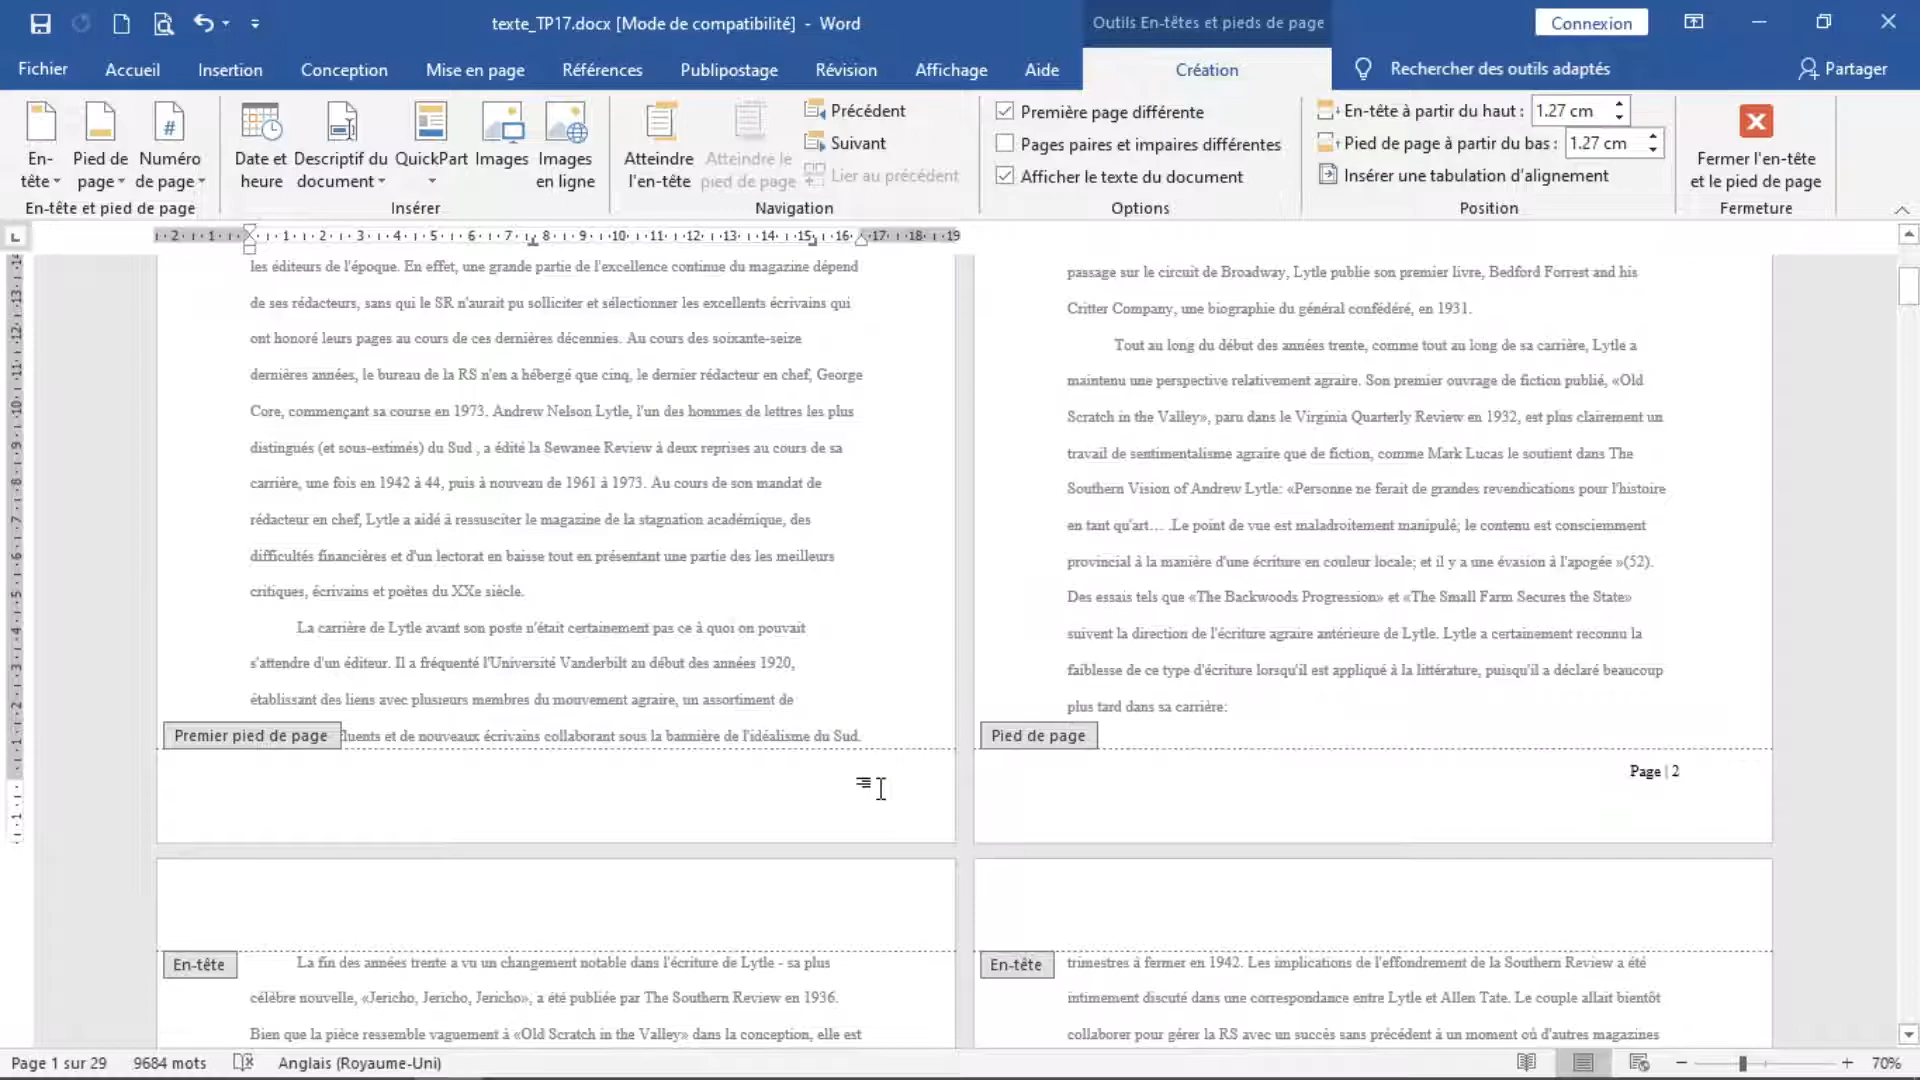 texte_TP17.docx [Mode de compatibilité] - Word
Outils En-têtes et pieds de page
Connexion
Fichier Accueil Insertion Conception Mise en page Références Publipostage Révision Affichage Aide Création Rechercher des outils adaptés Partager
En-tête
Pied de page
Numéro de page
En-tête et pied de page
Date et heure
Descriptif du document
QuickPart
Images
Images en ligne
Insérer
Atteindre l'en-tête
Atteindre le pied de page
Précédent
Suivant
Lier au précédent
Navigation
Première page différente
Pages paires et impaires différentes
Afficher le texte du document
Options
En-tête à partir du haut : 1.27 cm
Pied de page à partir du bas : 1.27 cm
Insérer une tabulation d'alignement
Position
Fermer l'en-tête et le pied de page
Fermeture
les éditeurs de l'époque. En effet, une grande partie de l'excellence continue du magazine dépend
de ses rédacteurs, sans qui le SR n'aurait pu solliciter et sélectionner les excellents écrivains qui
ont honoré leurs pages au cours de ces dernières décennies. Au cours des soixante-seize
dernières années, le bureau de la RS n'en a hébergé que cinq, le dernier rédacteur en chef, George
Core, commençant sa course en 1973. Andrew Nelson Lytle, l'un des hommes de lettres les plus
distingués (et sous-estimés) du Sud , a édité la Sewanee Review à deux reprises au cours de sa
carrière, une fois en 1942 à 44, puis à nouveau de 1961 à 1973. Au cours de son mandat de
rédacteur en chef, Lytle a aidé à ressusciter le magazine de la stagnation académique, des
difficultés financières et d'un lectorat en baisse tout en présentant une partie des les meilleurs
critiques, écrivains et poètes du XXe siècle.
La carrière de Lytle avant son poste n'était certainement pas ce à quoi on pouvait
s'attendre d'un éditeur. Il a fréquenté l'Université Vanderbilt au début des années 1920,
établissant des liens avec plusieurs membres du mouvement agraire, un assortiment de
Premier pied de page
fluents et de nouveaux écrivains collaborant sous la bannière de l'idéalisme du Sud.
passage sur le circuit de Broadway, Lytle publie son premier livre, Bedford Forrest and his
Critter Company, une biographie du général confédéré, en 1931.
Tout au long du début des années trente, comme tout au long de sa carrière, Lytle a
maintenu une perspective relativement agraire. Son premier ouvrage de fiction publié, «Old
Scratch in the Valley», paru dans le Virginia Quarterly Review en 1932, est plus clairement un
travail de sentimentalisme agraire que de fiction, comme Mark Lucas le soutient dans The
Southern Vision of Andrew Lytle: «Personne ne ferait de grandes revendications pour l'histoire
en tant qu'art… .Le point de vue est maladroitement manipulé; le contenu est consciemment
provincial à la manière d'une écriture en couleur locale; et il y a une évasion à l'apogée »(52).
Des essais tels que «The Backwoods Progression» et «The Small Farm Secures the State»
suivent la direction de l'écriture agraire antérieure de Lytle. Lytle a certainement reconnu la
faiblesse de ce type d'écriture lorsqu'il est appliqué à la littérature, puisqu'il a déclaré beaucoup
plus tard dans sa carrière:
Pied de page
Page | 2
En-tête
La fin des années trente a vu un changement notable dans l'écriture de Lytle - sa plus
célèbre nouvelle, «Jericho, Jericho, Jericho», a été publiée par The Southern Review en 1936.
Bien que la pièce ressemble vaguement à «Old Scratch in the Valley» dans la conception, elle est
En-tête
trimestres à fermer en 1942. Les implications de l'effondrement de la Southern Review a été
intimement discuté dans une correspondance entre Lytle et Allen Tate. Le couple allait bientôt
collaborer pour gérer la RS avec un succès sans précédent à un moment où d'autres magazines
Page 1 sur 29 9684 mots Anglais (Royaume-Uni) 70%